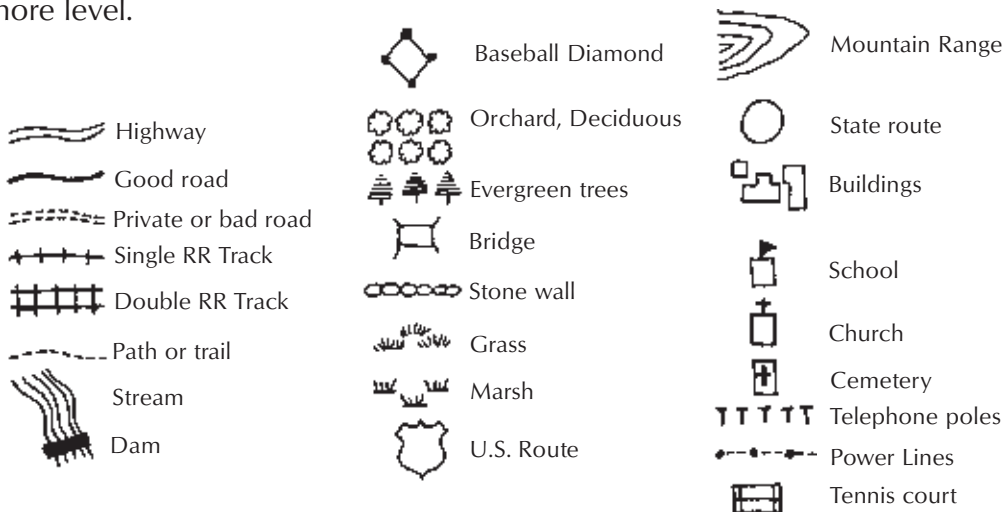 more level.
Highway
Good road
Private or bad road
Single RR Track
Double RR Track
Path or trail
Stream
Dam
Baseball Diamond
Orchard, Deciduous
Evergreen trees
Bridge
Stone wall
Grass
Marsh
U.S. Route
Mountain Range
State route
Buildings
School
Church
Cemetery
Telephone poles
Power Lines
Tennis court